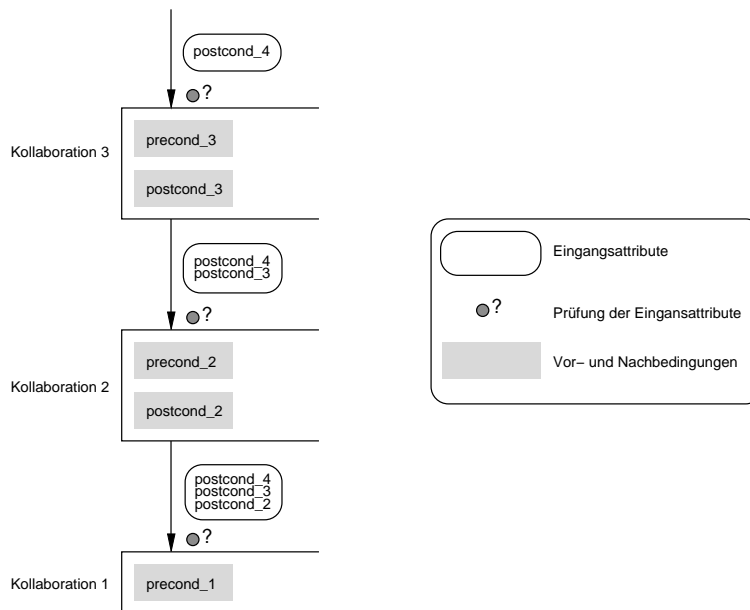 postcond_4
?
precond_3
Kollaboration 3
postcond_3
postcond_4
postcond_3
?
precond_2
Kollaboration 2
postcond_2
postcond_4
postcond_3
postcond_2
?
precond_1
Kollaboration 1
Eingangsattribute
? Prüfung der Eingansattribute
Vor– und Nachbedingungen